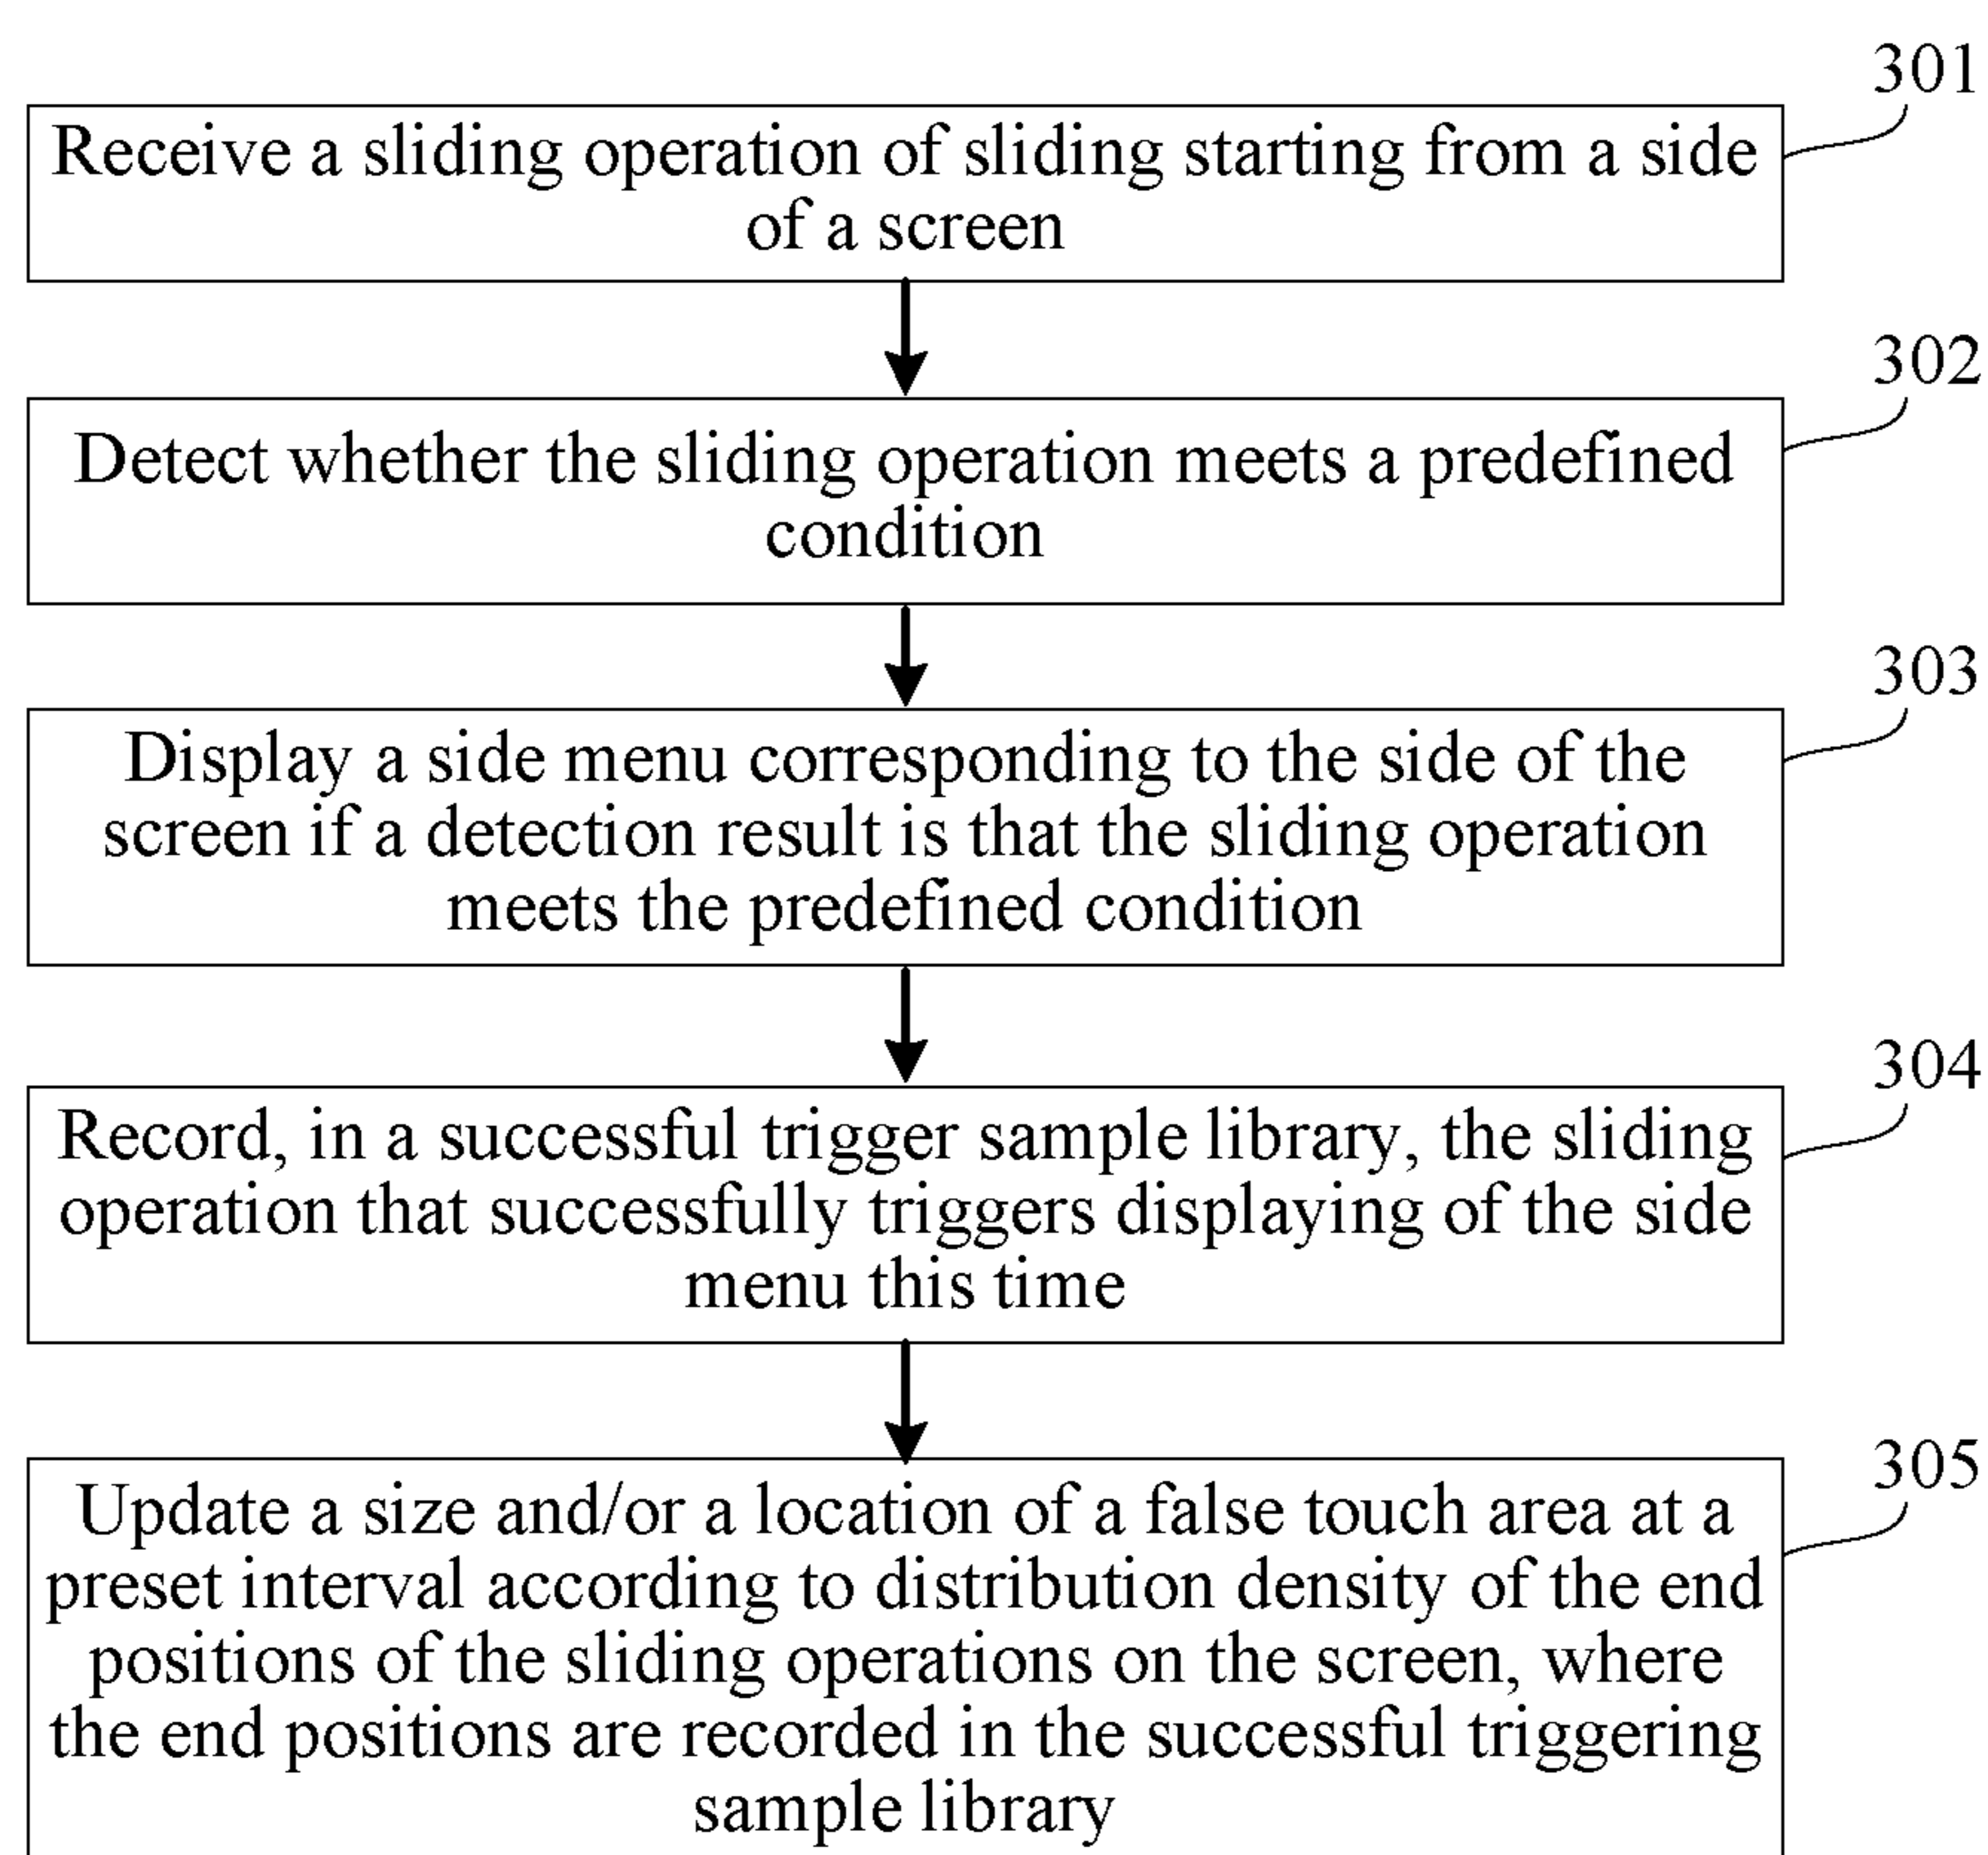 301
Receive a sliding operation of sliding starting from a side
of a screen
302
Detect whether the sliding operation meets a predefined
condition
303
Display a side menu corresponding to the side of the
screen if a detection result is that the sliding operation
meets the predefined condition
304
Record, in a successful trigger sample library, the sliding
operation that successfully triggers displaying of the side
menu this time
305
Update a size and/or a location of a false touch area at a
preset interval according to distribution density of the end
positions of the sliding operations on the screen, where
the end positions are recorded in the successful triggering
sample library